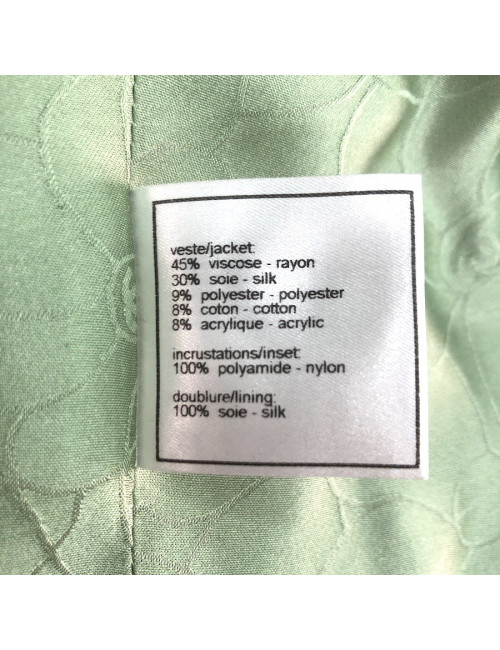 veste/jacket:
45% viscose - rayon
30% soie - silk
9% polyester - polyester
8% coton - cotton
8% acrylique - acrylic
incrustations/inset:
100% polyamide - nylon
doublure/lining:
100% soie - silk